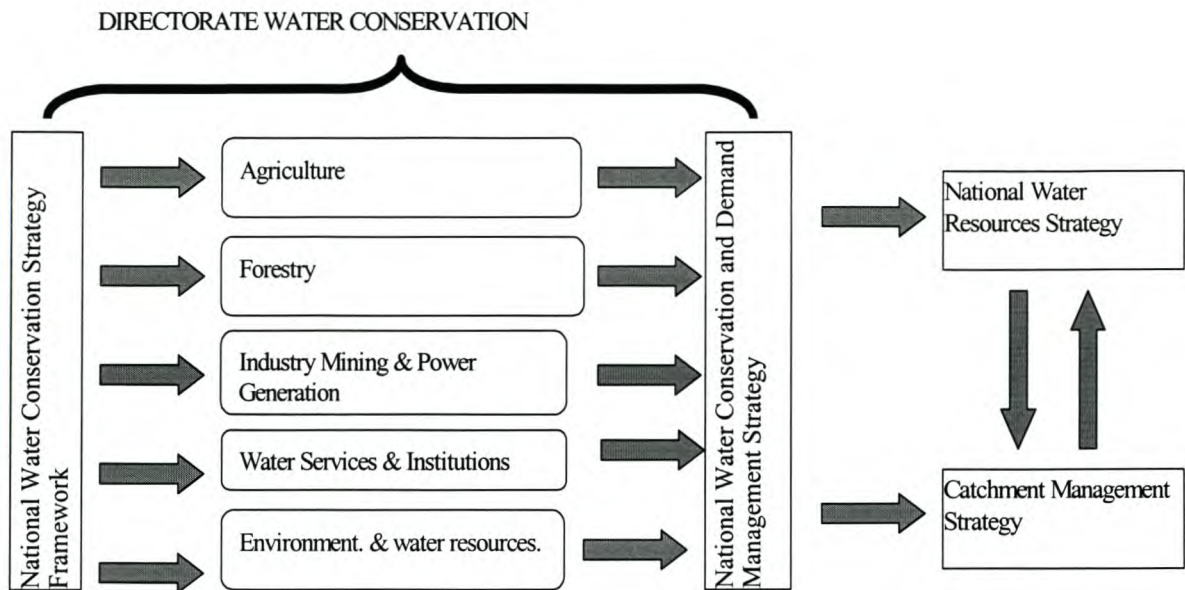 DIRECTORATE WATER CONSERVATION
National Water Conservation Strategy
Framework
Agriculture
Forestry
Industry Mining & Power
Generation
Water Services & Institutions
Environment. & water resources.
National Water Conservation and Demand
Management Strategy
National Water
Resources Strategy
Catchment Management
Strategy